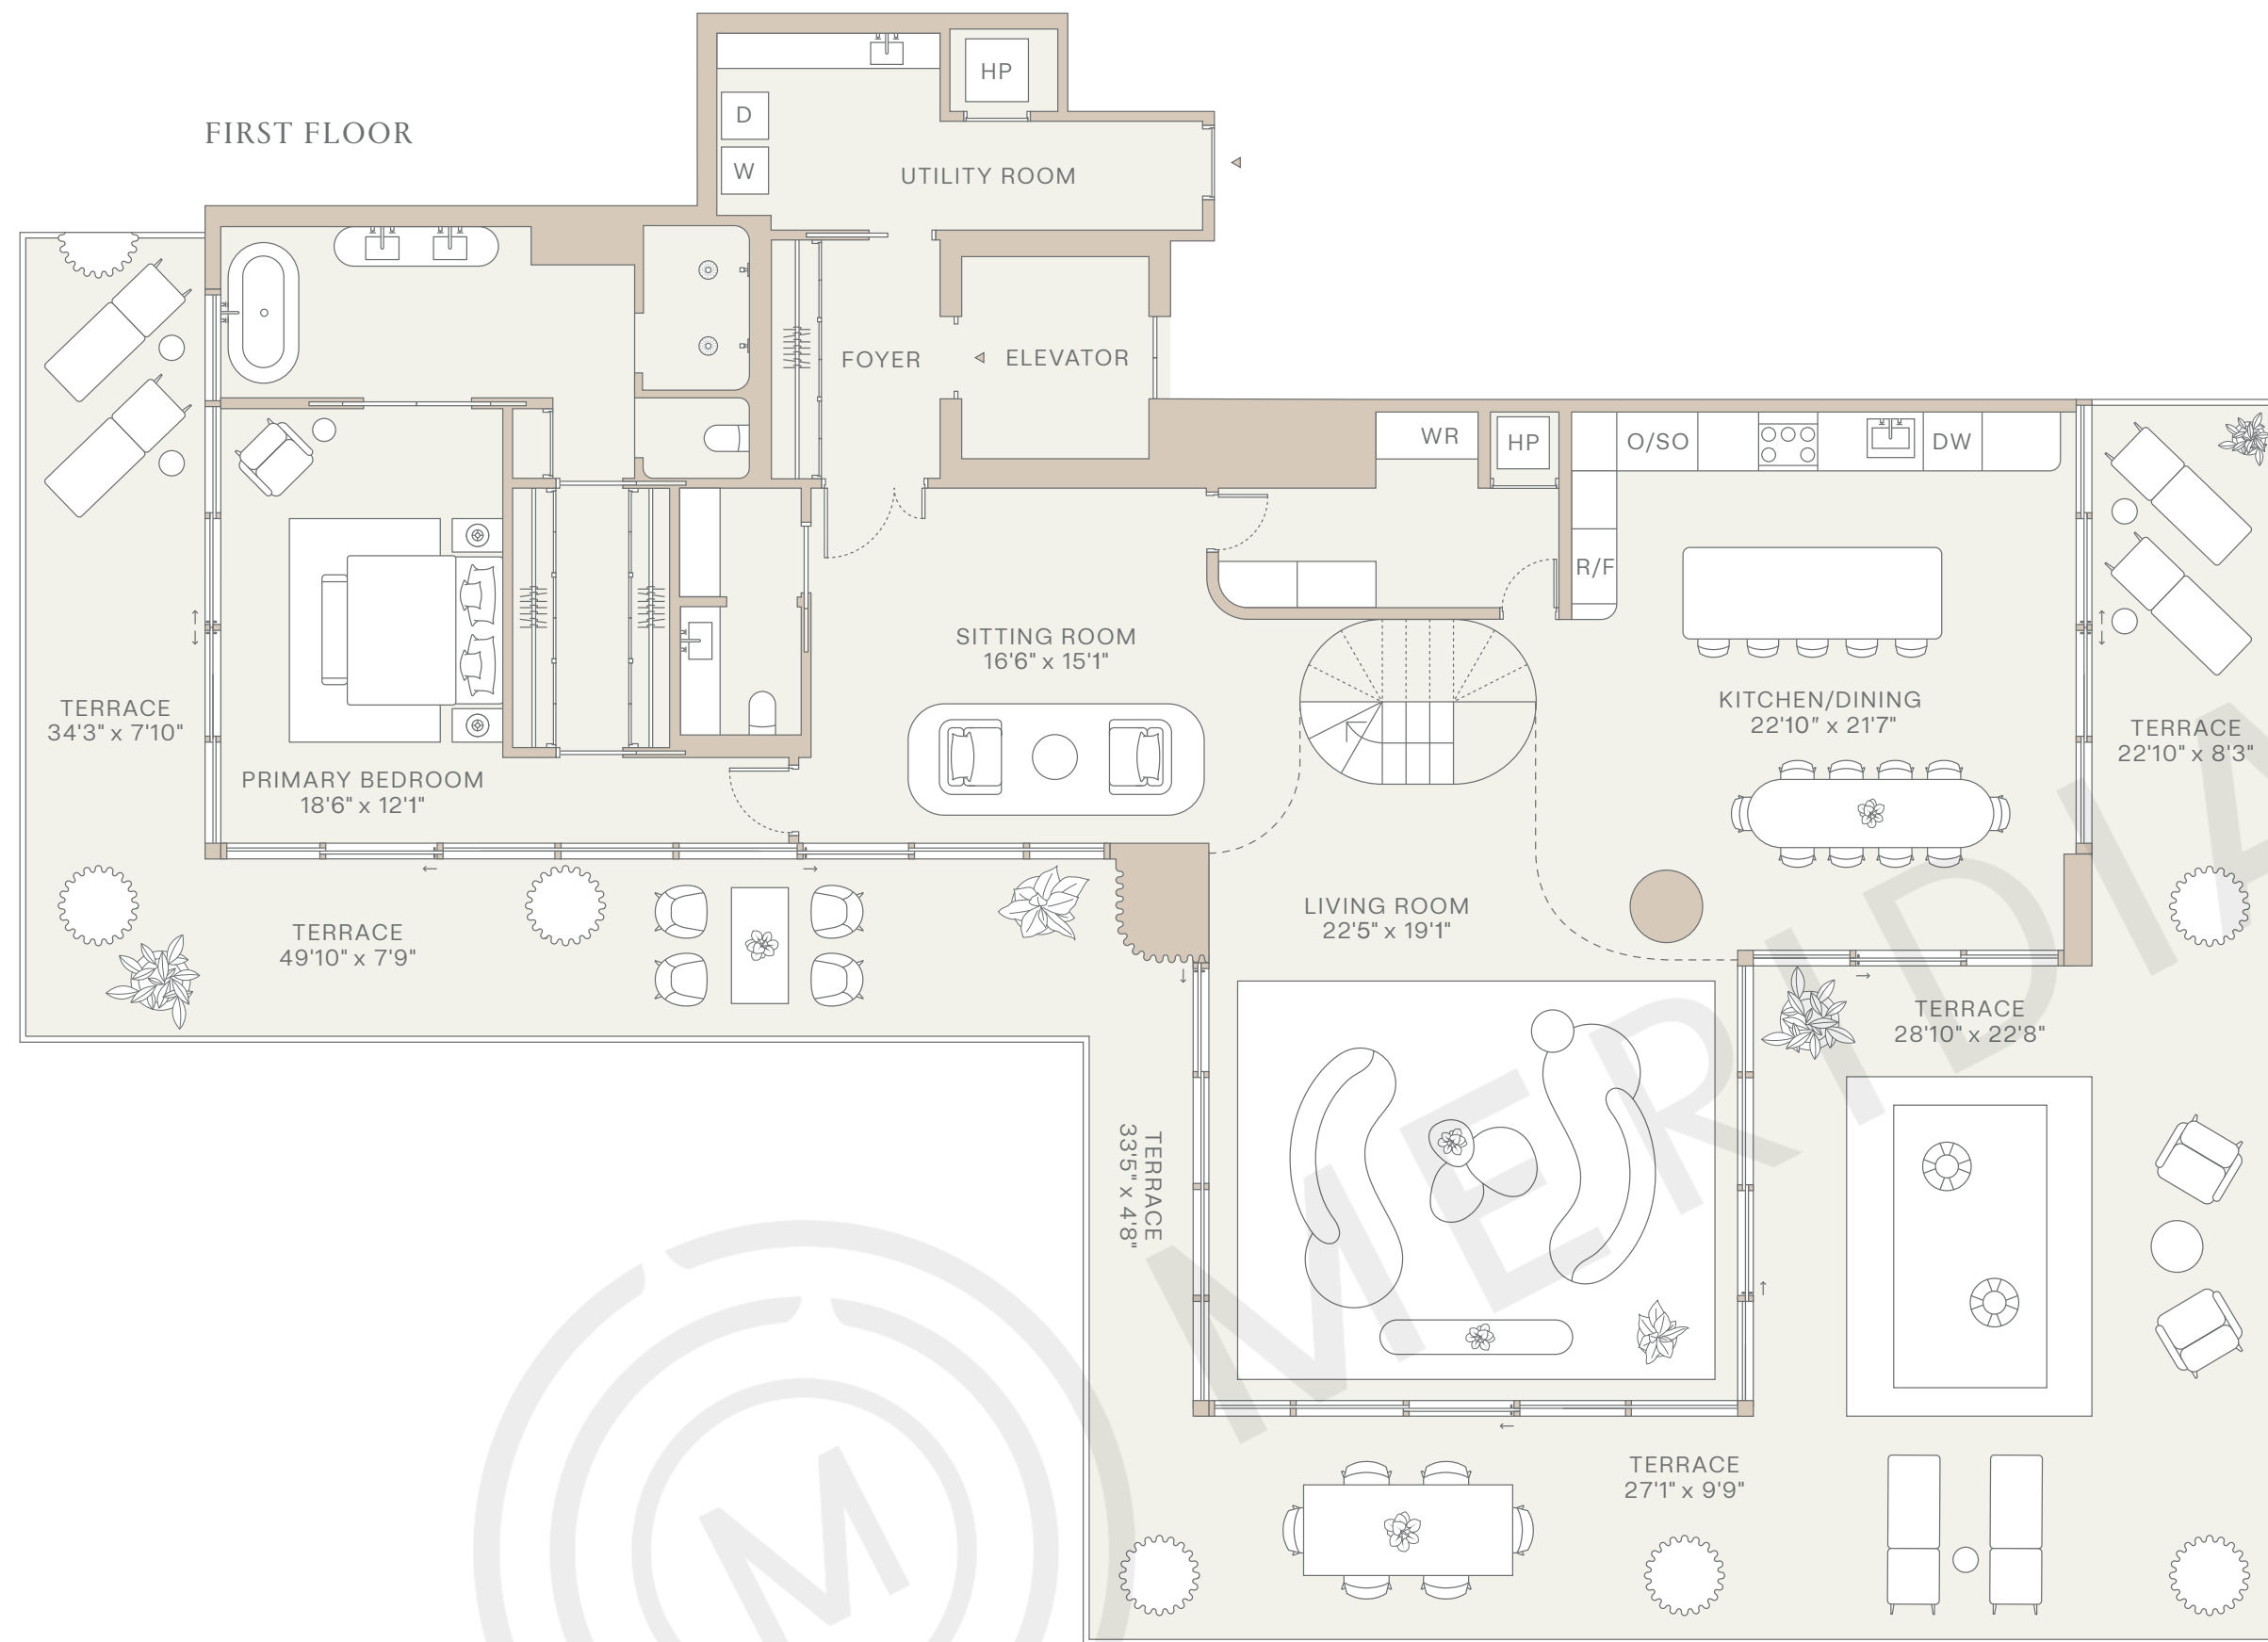 FIRST FLOOR
HP
D
W
UTILITY ROOM
FOYER
ELEVATOR
WR
HP
O/SO
DW
R/F
SITTING ROOM
16'6" x 15'1"
KITCHEN/DINING
22'10" x 21'7"
TERRACE
34'3" x 7'10"
TERRACE
22'10" x 8'3"
PRIMARY BEDROOM
18'6" x 12'1"
LIVING ROOM
22'5" x 19'1"
TERRACE
49'10" x 7'9"
TERRACE
28'10" x 22'8"
TERRACE
33'5" x 4'8"
TERRACE
27'1" x 9'9"
M
MERIDIA